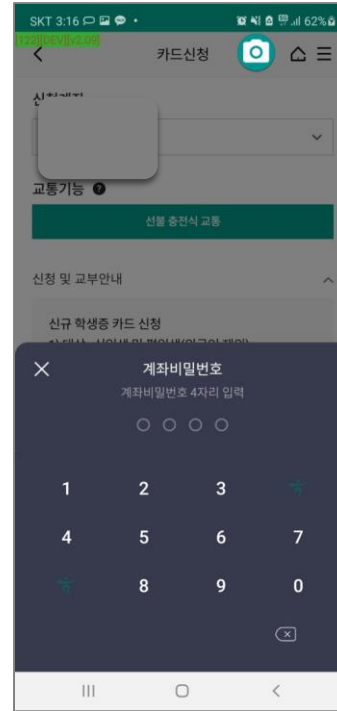 SKT 3:16 62%
[120][DEV][v2.09]
카드신청
교통기능
선불 충전식 교통
신청 및 교부안내
신규 학생증 카드 신청
계좌비밀번호
계좌비밀번호 4자리 입력
1 2 3
4 5 6 7
8 9 0